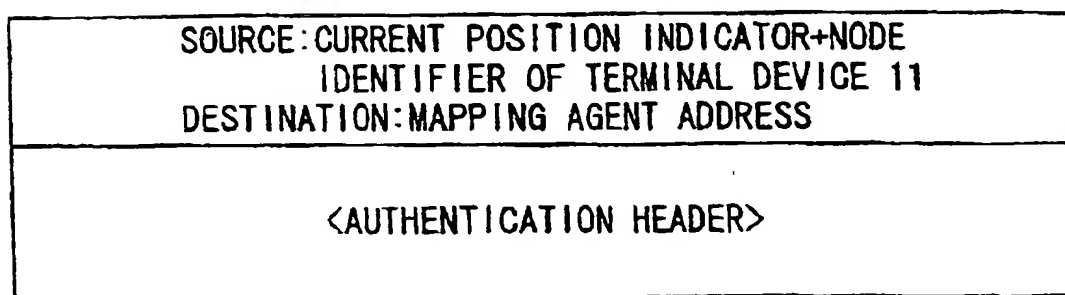 SOURCE:CURRENT POSITION INDICATOR+NODE
IDENTIFIER OF TERMINAL DEVICE 11
DESTINATION:MAPPING AGENT ADDRESS
<AUTHENTICATION HEADER>